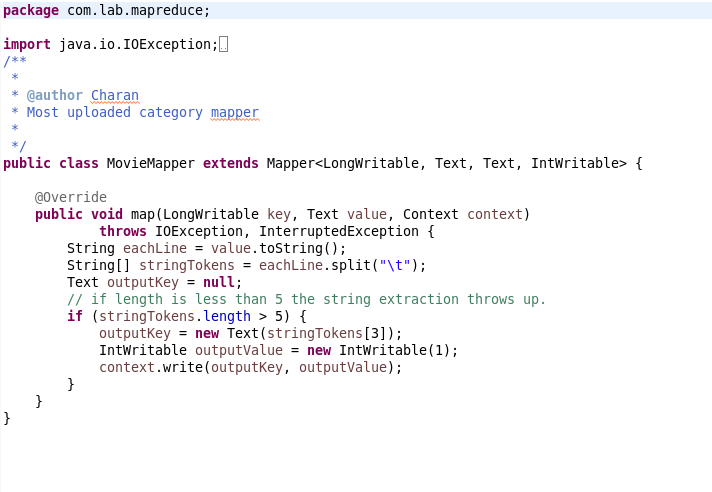 package com.lab.mapreduce;
import java.io.IOException;
/**
 *
 * @author Charan
 * Most uploaded category mapper
 *
 */
public class MovieMapper extends Mapper<LongWritable, Text, Text, IntWritable> {
    @Override
    public void map(LongWritable key, Text value, Context context)
            throws IOException, InterruptedException {
        String eachLine = value.toString();
        String[] stringTokens = eachLine.split("\t");
        Text outputKey = null;
        // if length is less than 5 the string extraction throws up.
        if (stringTokens.length > 5) {
            outputKey = new Text(stringTokens[3]);
            IntWritable outputValue = new IntWritable(1);
            context.write(outputKey, outputValue);
        }
    }
}